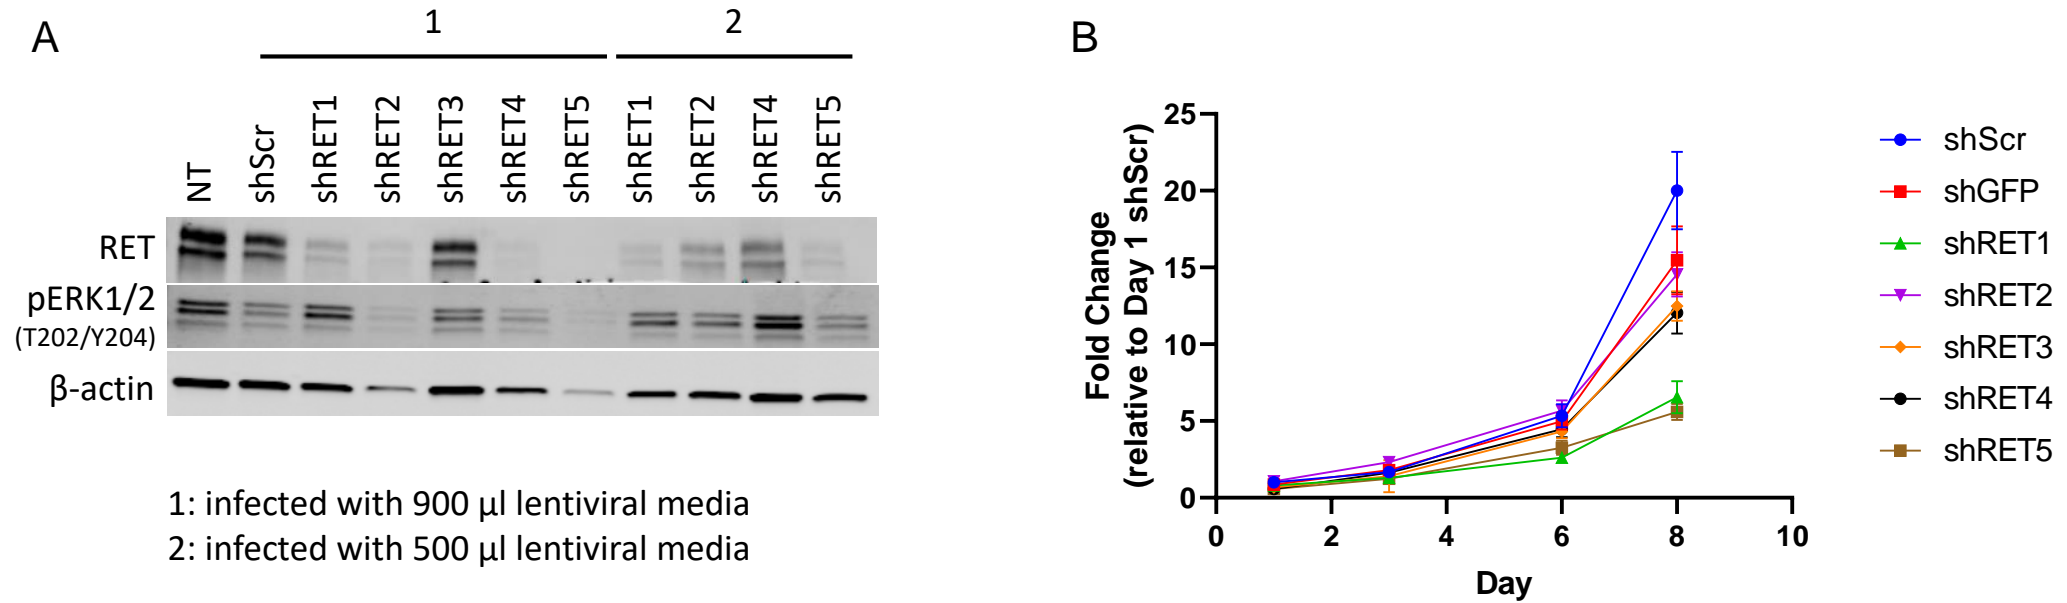 A
1
2
NT
shScr
shRET1
shRET2
shRET3
shRET4
shRET5
shRET1
shRET2
shRET4
shRET5
RET
pERK1/2
(T202/Y204)
β-actin
1: infected with 900 µl lentiviral media
2: infected with 500 µl lentiviral media
B
Fold Change
(relative to Day 1 shScr)
25
20
15
10
5
0
0 2 4 6 8 10
Day
shScr
shGFP
shRET1
shRET2
shRET3
shRET4
shRET5